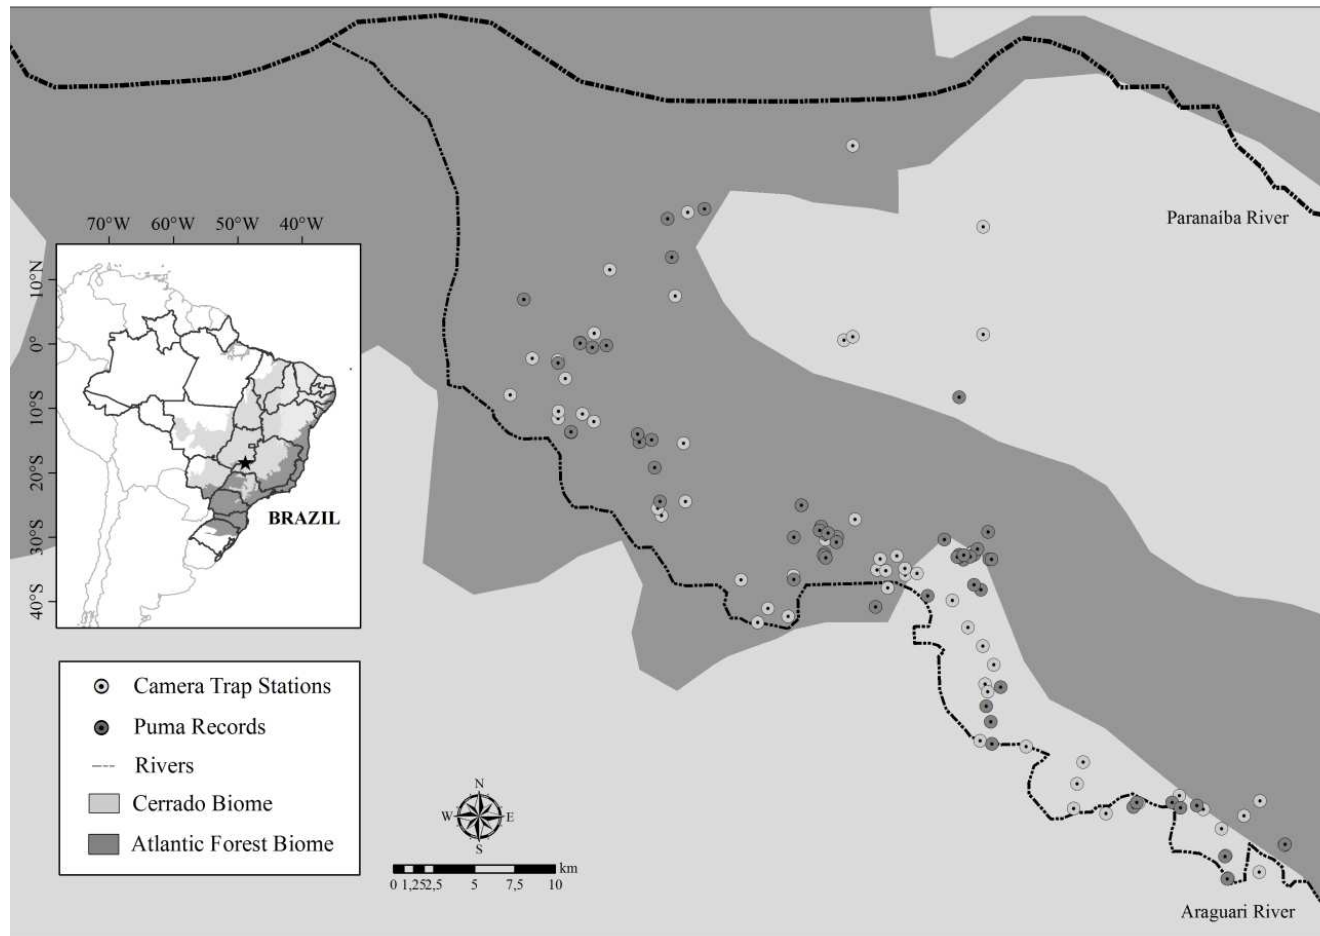 Paranaiba River
70°W 60°W 50°W 40°W
10°N
0°
10°S
20°S
30°S
40°S
BRAZIL
Camera Trap Stations
Puma Records
Rivers
Cerrado Biome
Atlantic Forest Biome
N
W E
S
km
0 1,252,5 5 7,5 10
Araguari River